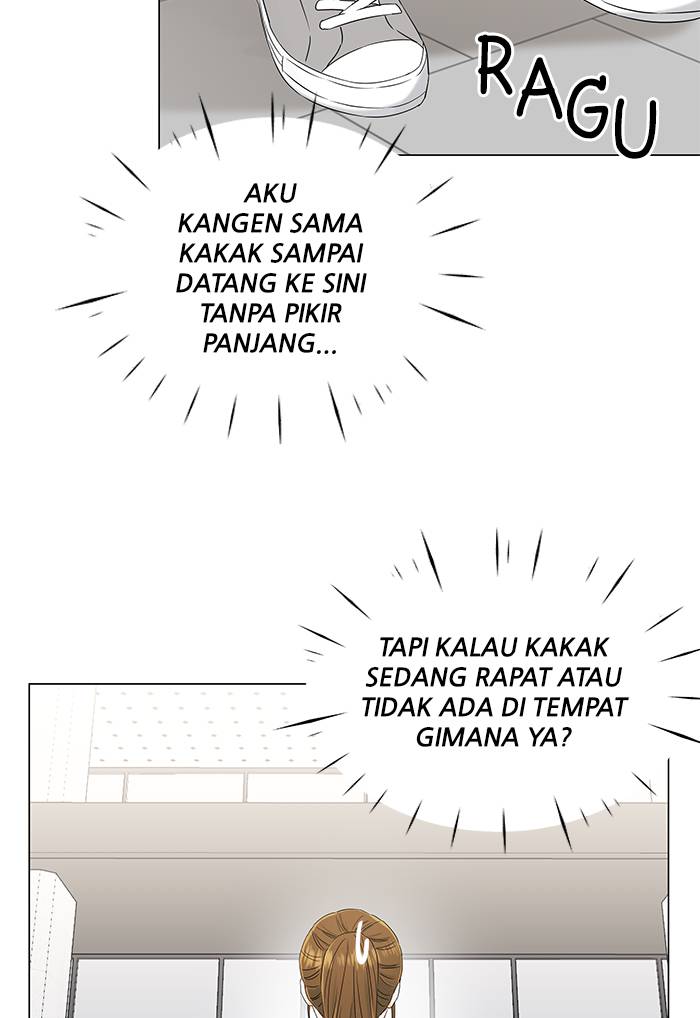 RAGU
AKU
KANGEN SAMA
KAKAK SAMPAI
DATANG KE SINI
TANPA PIKIR
PANJANG...
TAPI KALAU KAKAK
SEDANG RAPAT ATAU
TIDAK ADA DI TEMPAT
GIMANA YA?